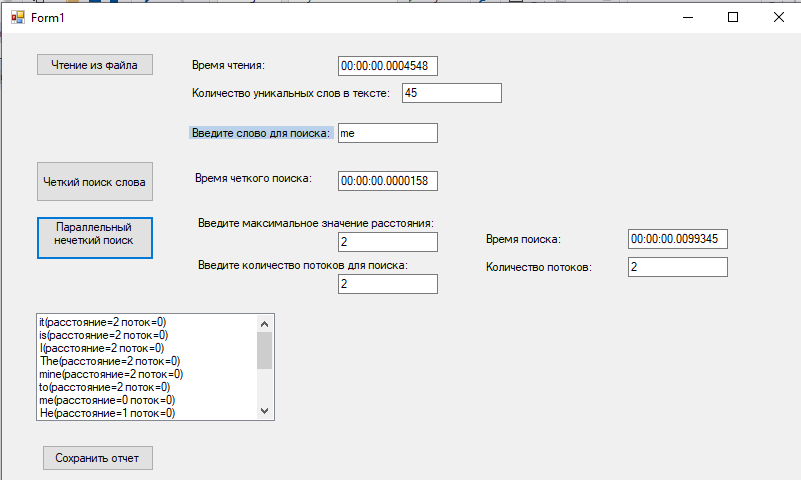 Form1
Чтение из файла
Время чтения:
00:00:00.0004548
Количество уникальных слов в тексте:
45
Введите слово для поиска:
me
Четкий поиск слова
Время четкого поиска:
00:00:00.0000158
Параллельный
нечеткий поиск
Введите максимальное значение расстояния:
2
Введите количество потоков для поиска:
2
Время поиска:
00:00:00.0099345
Количество потоков:
2
it(расстояние=2 поток=0)
is(расстояние=2 поток=0)
I(расстояние=2 поток=0)
The(расстояние=2 поток=0)
mine(расстояние=2 поток=0)
to(расстояние=2 поток=0)
me(расстояние=0 поток=0)
He(расстояние=1 поток=0)
Сохранить отчет